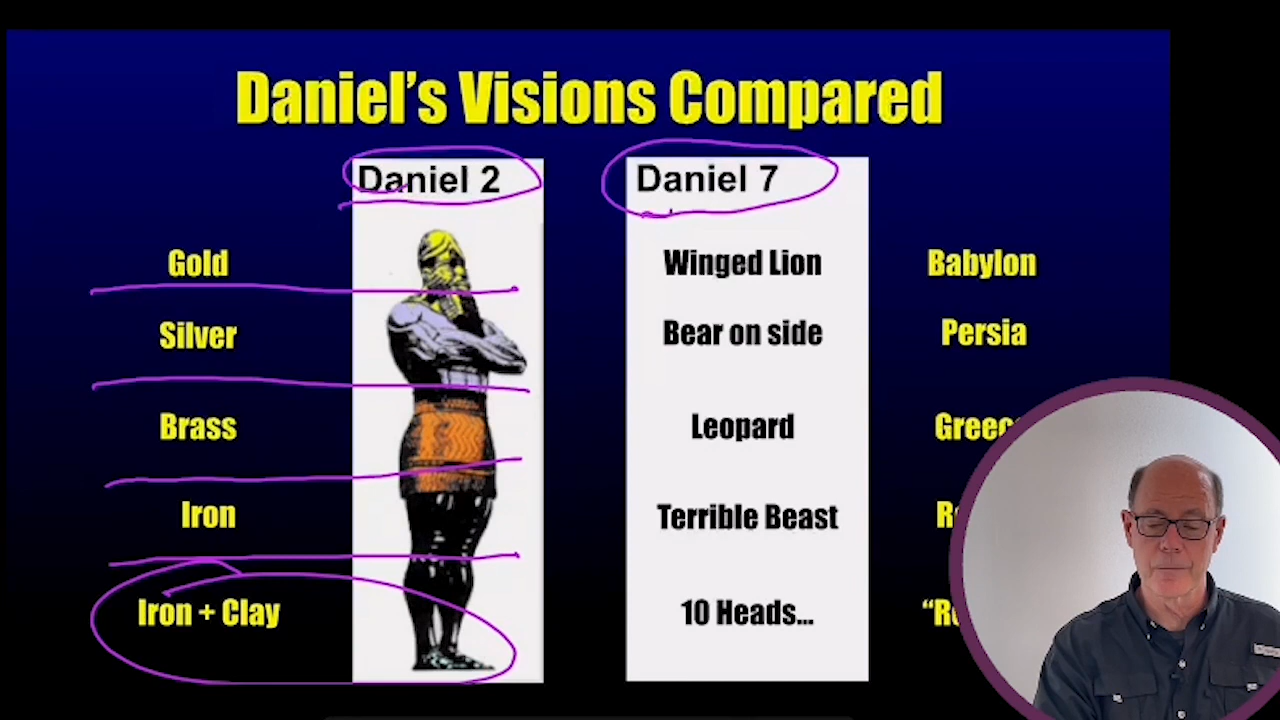 Daniel's Visions Compared
Daniel 2
Daniel 7
Gold
Winged Lion
Babylon
Silver
Bear on side
Persia
Brass
Leopard
Iron
Terrible Beast
Iron + Clay
10 Heads...